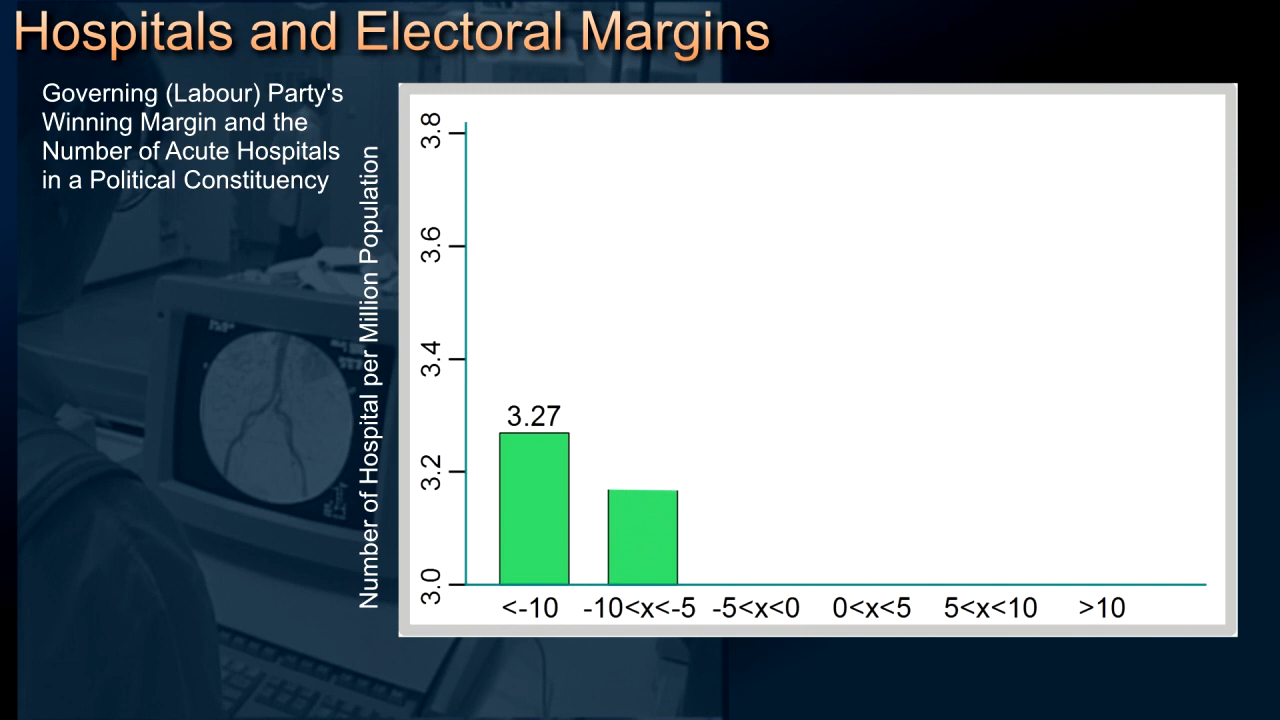 Hospitals and Electoral Margins
Governing (Labour) Party's
Winning Margin and the
Number of Acute Hospitals
in a Political Constituency
Number of Hospital per Million Population
3.8
3.6
3.4
3.2
3.0
3.27
<-10
-10<x<-5
-5<x<0
0<x<5
5<x<10
>10